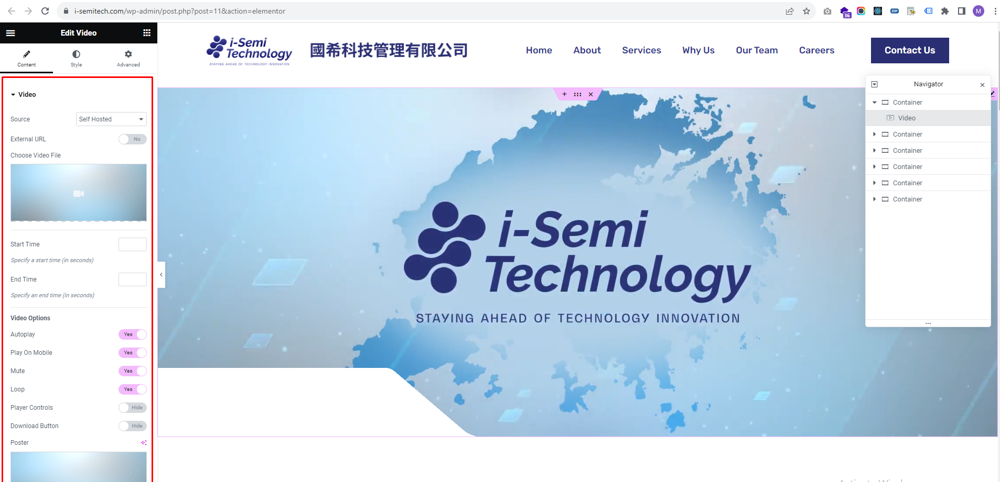 i-semitech.com/wp-admin/post.php?post=11&action=elementor
36
ZIP
M
Edit Video
Content
Style
Advanced
Video
Source
Self Hosted
External URL
No
Choose Video File
Start Time
Specify a start time (in seconds)
End Time
Specify an end time (in seconds)
Video Options
Autoplay
Yes
Play On Mobile
Yes
Mute
Yes
Loop
Yes
Player Controls
Hide
Download Button
Hide
Poster
i-Semi
Technology
STAYING AHEAD OF TECHNOLOGY INNOVATION
國希科技管理有限公司
Home
About
Services
Why Us
Our Team
Careers
Contact Us
i-Semi
Technology
STAYING AHEAD OF TECHNOLOGY INNOVATION
Navigator
Container
Video
Container
Container
Container
Container
Container